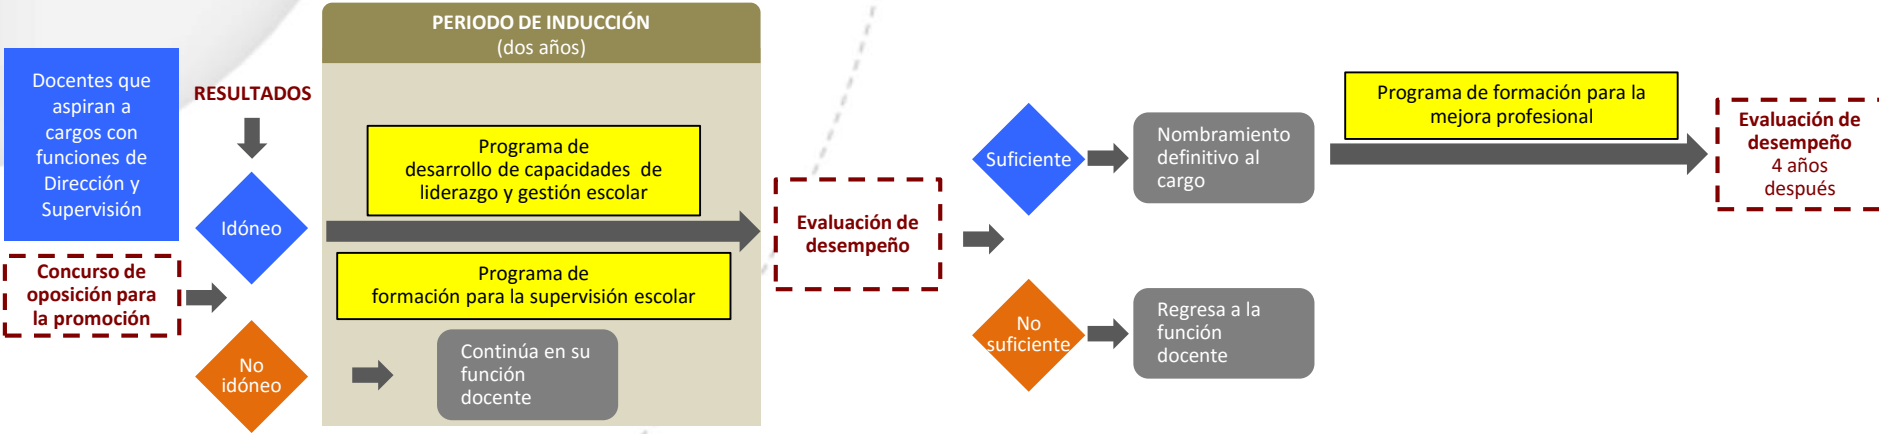 Docentes que
aspiran a
cargos con
funciones de
Dirección y
Supervisión
Concurso de
oposición para
la promoción
RESULTADOS
Idóneo
No
idóneo
PERIODO DE INDUCCIÓN
(dos años)
Programa de
desarrollo de capacidades de
liderazgo y gestión escolar
Programa de
formación para la supervisión escolar
Continúa en su
función
docente
Evaluación de
desempeño
Suficiente
Nombramiento
definitivo al
cargo
No
suficiente
Regresa a la
función
docente
Programa de formación para la
mejora profesional
Evaluación de
desempeño
4 años
después